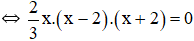 ⇔ 2/3 x.(x−2).(x+2)=0